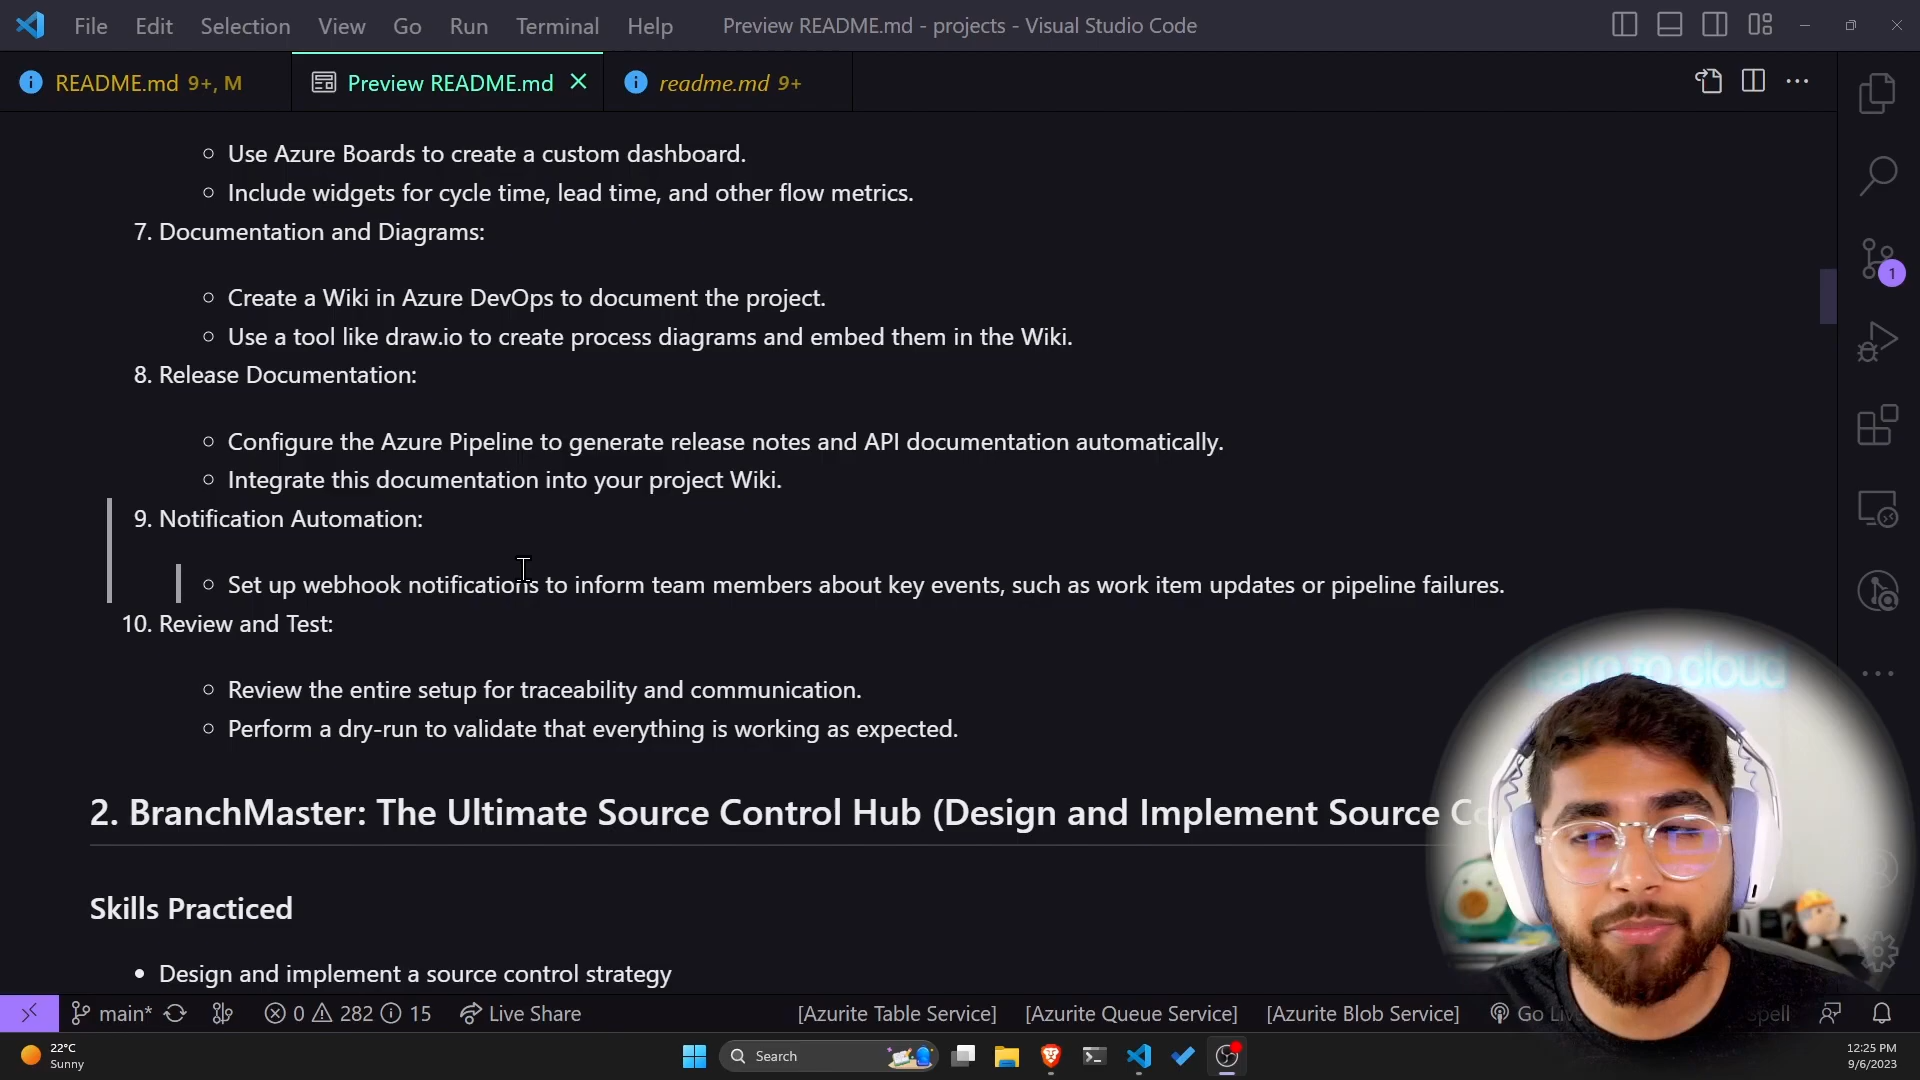 File Edit Selection View Go Run Terminal Help Preview README.md - projects - Visual Studio Code
README.md 9+, M Preview README.md readme.md 9+
Use Azure Boards to create a custom dashboard.
Include widgets for cycle time, lead time, and other flow metrics.
7. Documentation and Diagrams:
Create a Wiki in Azure DevOps to document the project.
Use a tool like draw.io to create process diagrams and embed them in the Wiki.
8. Release Documentation:
Configure the Azure Pipeline to generate release notes and API documentation automatically.
Integrate this documentation into your project Wiki.
9. Notification Automation:
Set up webhook notifications to inform team members about key events, such as work item updates or pipeline failures.
10. Review and Test:
Review the entire setup for traceability and communication.
Perform a dry-run to validate that everything is working as expected.
2. BranchMaster: The Ultimate Source Control Hub (Design and Implement Source
Skills Practiced
Design and implement a source control strategy
1
to cloud
main* 0 282 15 Live Share [Azurite Table Service] [Azurite Queue Service] [Azurite Blob Service] Go Spell
22°C
Sunny
Search
12:25 PM
9/6/2023